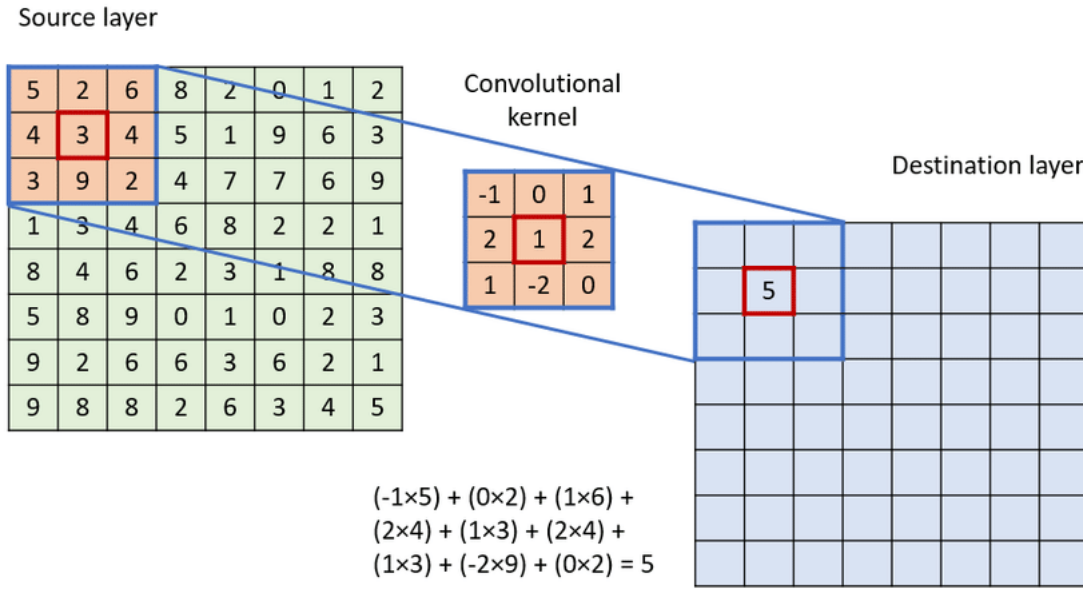 Source layer
5 2 6 8 2 0 1 2
4 3 4 5 1 9 6 3
3 9 2 4 7 7 6 9
1 3 4 6 8 2 2 1
8 4 6 2 3 1 8 8
5 8 9 0 1 0 2 3
9 2 6 6 3 6 2 1
9 8 8 2 6 3 4 5
Convolutional
kernel
-1 0 1
2 1 2
1 -2 0
Destination layer
5
(-1×5) + (0×2) + (1×6) +
(2×4) + (1×3) + (2×4) +
(1×3) + (-2×9) + (0×2) = 5